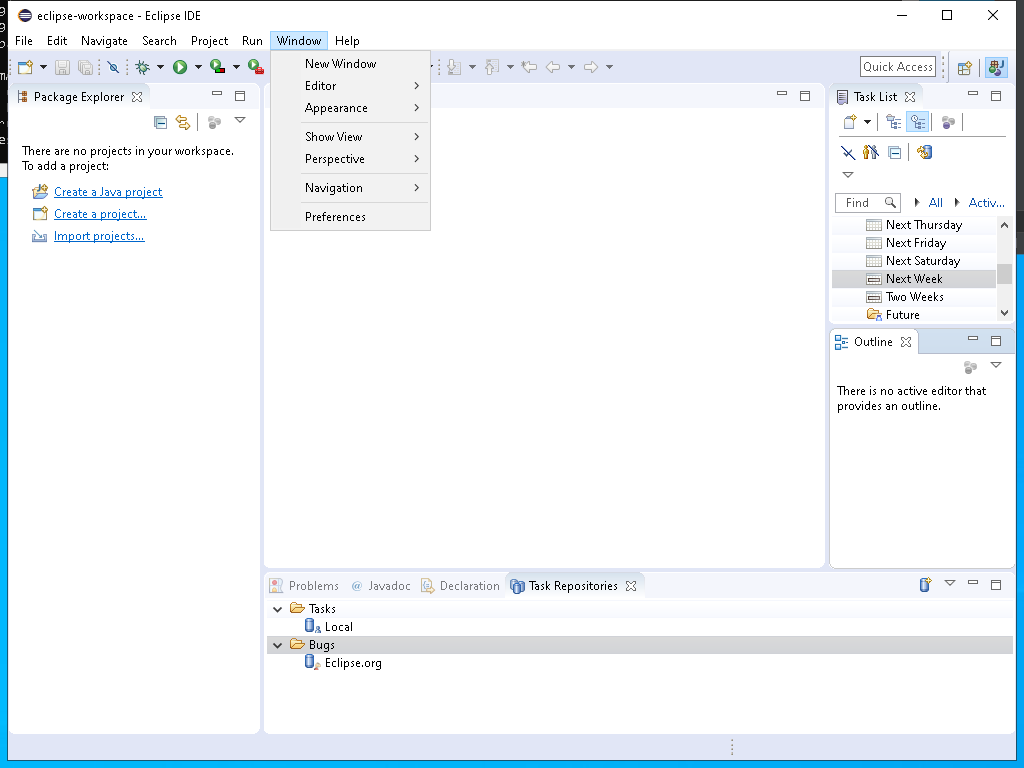 eclipse-workspace - Eclipse IDE
File Edit Navigate Search Project Run Window Help
Quick Access
New Window
Editor
Appearance
Show View
Perspective
Navigation
Preferences
Package Explorer
There are no projects in your workspace.
To add a project:
Create a Java project
Create a project...
Import projects...
Task List
Find All Activ...
Next Thursday
Next Friday
Next Saturday
Next Week
Two Weeks
Future
Outline
There is no active editor that
provides an outline.
Problems @ Javadoc Declaration Task Repositories
Tasks
Local
Bugs
Eclipse.org